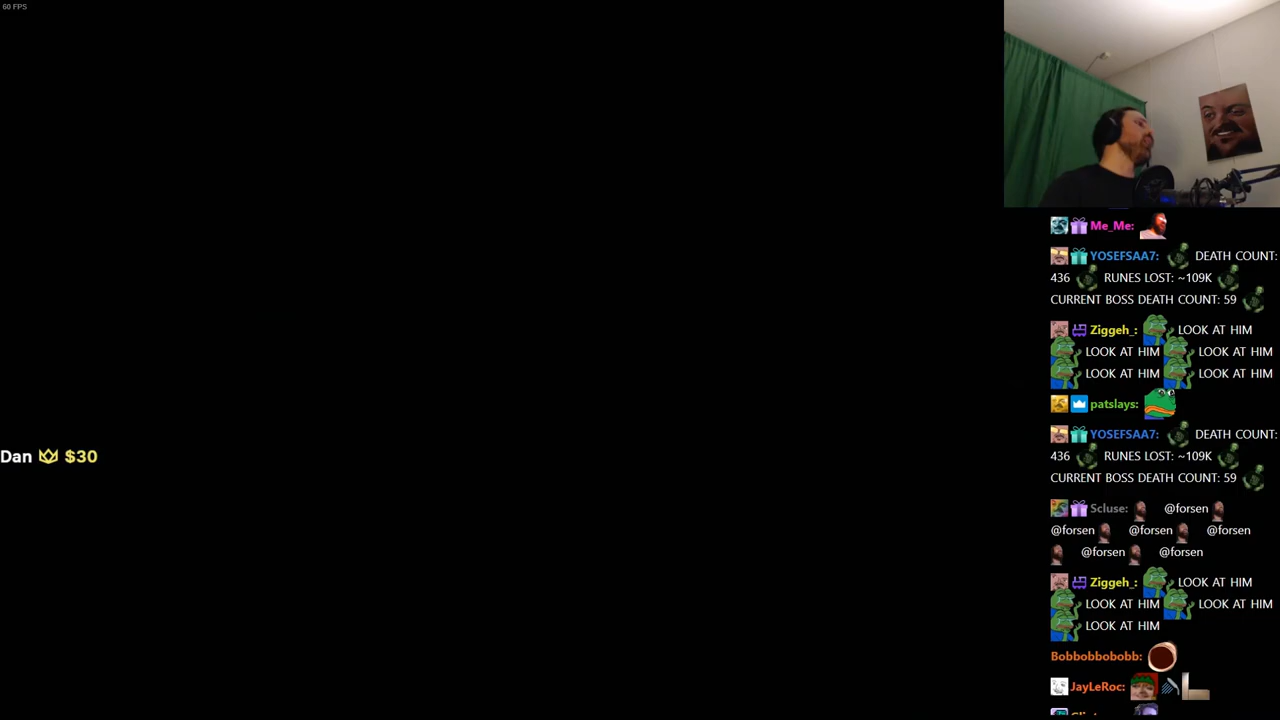 60 FPS
Me_Me:
YOSEFSAA7: DEATH COUNT:
436 RUNES LOST: ~109K
CURRENT BOSS DEATH COUNT: 59
Ziggeh_: LOOK AT HIM
LOOK AT HIM LOOK AT HIM
LOOK AT HIM LOOK AT HIM
patslays:
YOSEFSAA7: DEATH COUNT:
436 RUNES LOST: ~109K
CURRENT BOSS DEATH COUNT: 59
Dan $30
Scluse: @forsen
@forsen @forsen @forsen
@forsen @forsen
Ziggeh_: LOOK AT HIM
LOOK AT HIM LOOK AT HIM
LOOK AT HIM
Bobbobbobobb:
JayLeRoc: